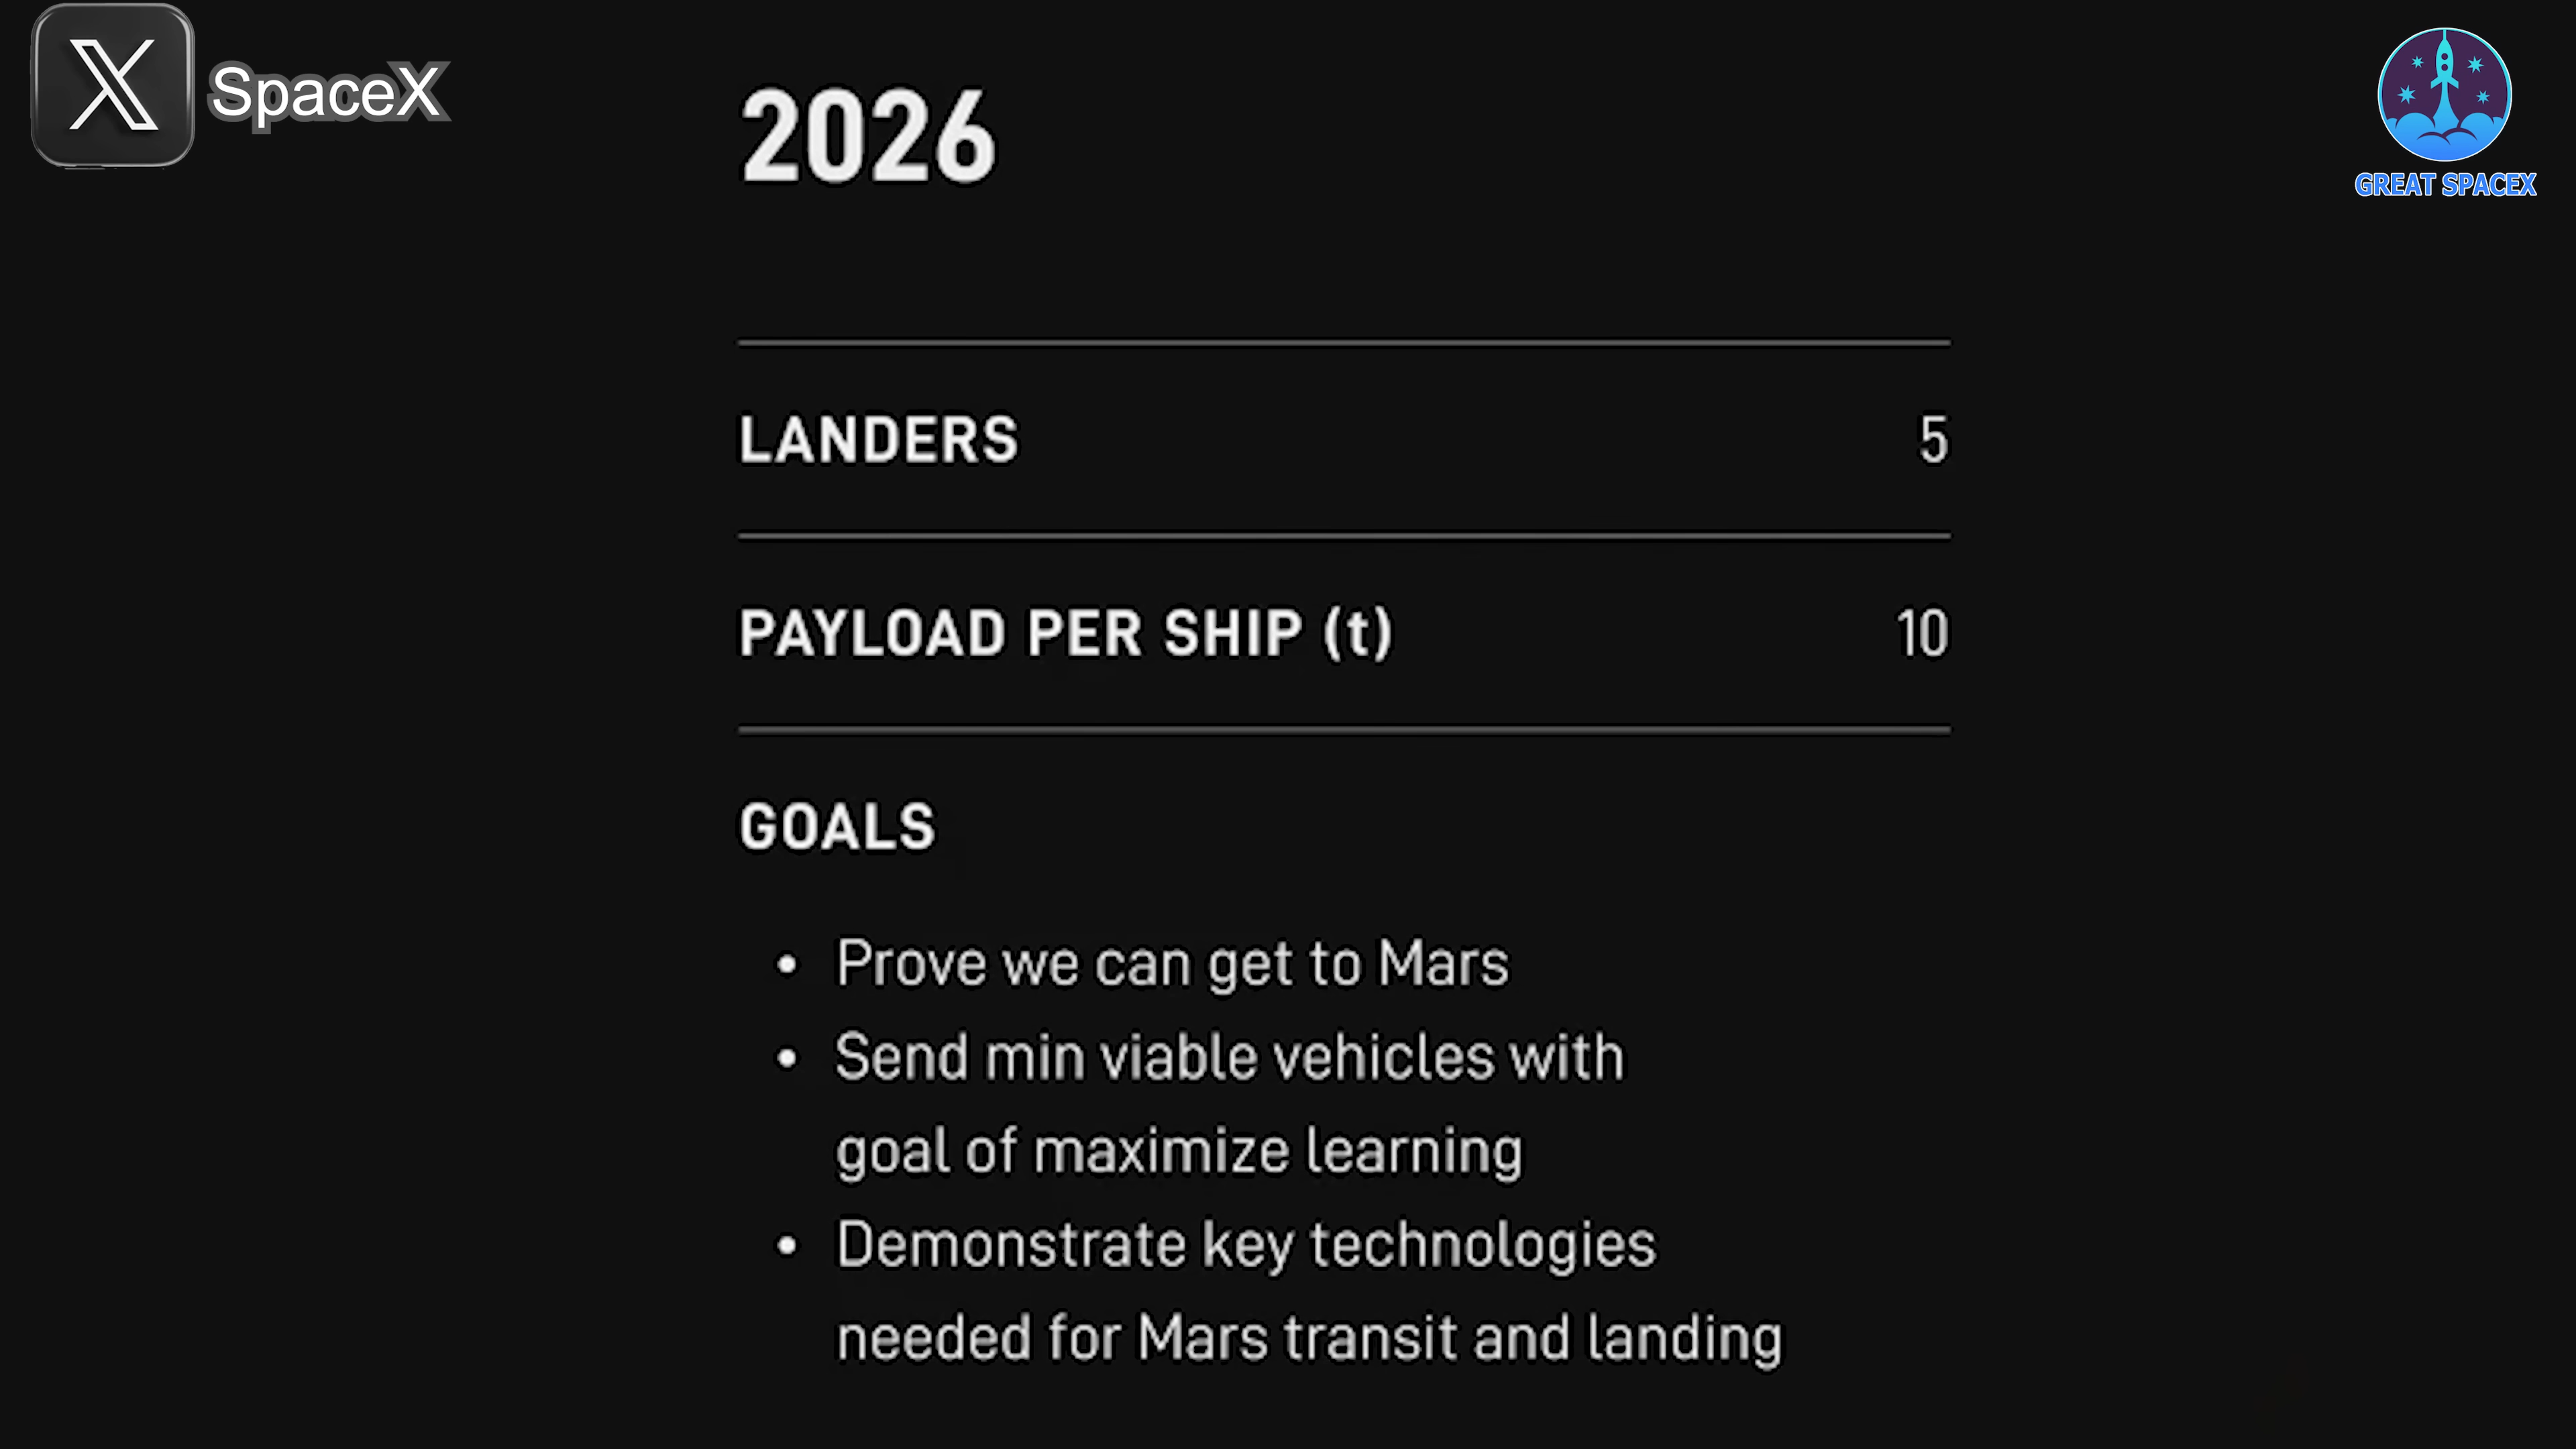 X SpaceX
GREAT SPACEX
2026
LANDERS 5
PAYLOAD PER SHIP (t) 10
GOALS
• Prove we can get to Mars
• Send min viable vehicles with
goal of maximize learning
• Demonstrate key technologies
needed for Mars transit and landing